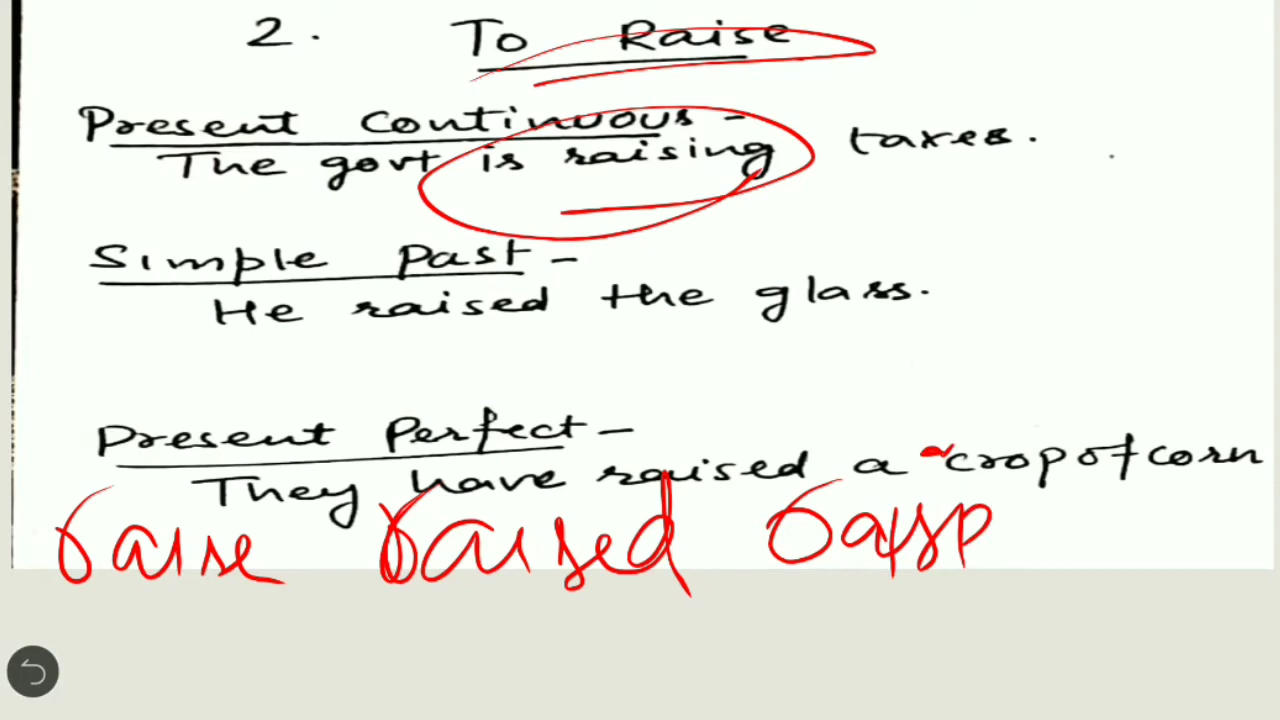 2. To Raise
Present Continuous -
The govt is raising taxes.
Simple Past -
He raised the glass.
Present Perfect -
They have raised a crop of corn
raise raised